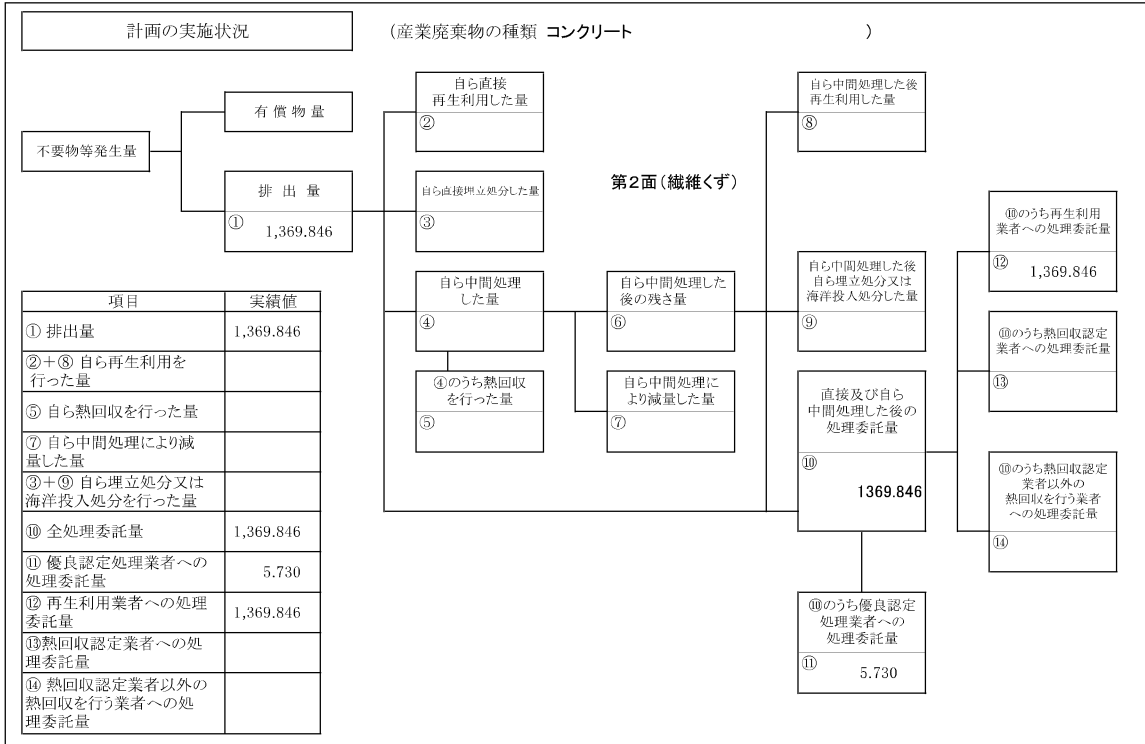 計画の実施状況
(産業廃棄物の種類 コンクリート )
不要物等発生量
有 償 物 量
排 出 量
① 1,369.846
自ら直接
再生利用した量
②
自ら直接埋立処分した量
③
自ら中間処理
した量
④
④のうち熱回収
を行った量
⑤
第2面(繊維くず)
自ら中間処理した
後の残さ量
⑥
自ら中間処理に
より減量した量
⑦
自ら中間処理した後
再生利用した量
⑧
自ら中間処理した後
自ら埋立処分又は
海洋投入処分した量
⑨
直接及び自ら
中間処理した後の
処理委託量
⑩
1369.846
⑩のうち優良認定
処理業者への
処理委託量
⑪ 5.730
⑩のうち再生利用
業者への処理委託量
⑫ 1,369.846
⑩のうち熱回収認定
業者への処理委託量
⑬
⑩のうち熱回収認定
業者以外の
熱回収を行う業者
への処理委託量
⑭
項目 実績値
① 排出量 1,369.846
②+⑧ 自ら再生利用を
行った量
⑤ 自ら熱回収を行った量
⑦ 自ら中間処理により減
量した量
③+⑨ 自ら埋立処分又は
海洋投入処分を行った量
⑩ 全処理委託量 1,369.846
⑪ 優良認定処理業者への
処理委託量 5.730
⑫ 再生利用業者への処理
委託量 1,369.846
⑬熱回収認定業者への処
理委託量
⑭ 熱回収認定業者以外の
熱回収を行う業者への処
理委託量